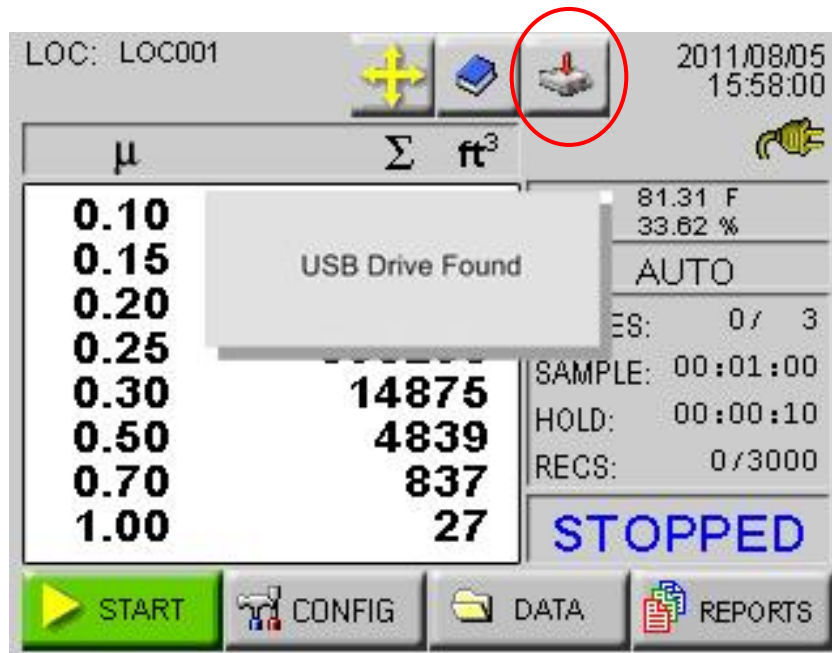 LOC: LOC001
2011/08/05
15:58:00
µ Σ ft³
81.31 F
33.62 %
0.10
0.15
0.20
0.25
0.30 14875
0.50 4839
0.70 837
1.00 27
USB Drive Found
AUTO
0/ 3
SAMPLE: 00:01:00
HOLD: 00:00:10
RECS: 0/3000
STOPPED
START
CONFIG
DATA
REPORTS